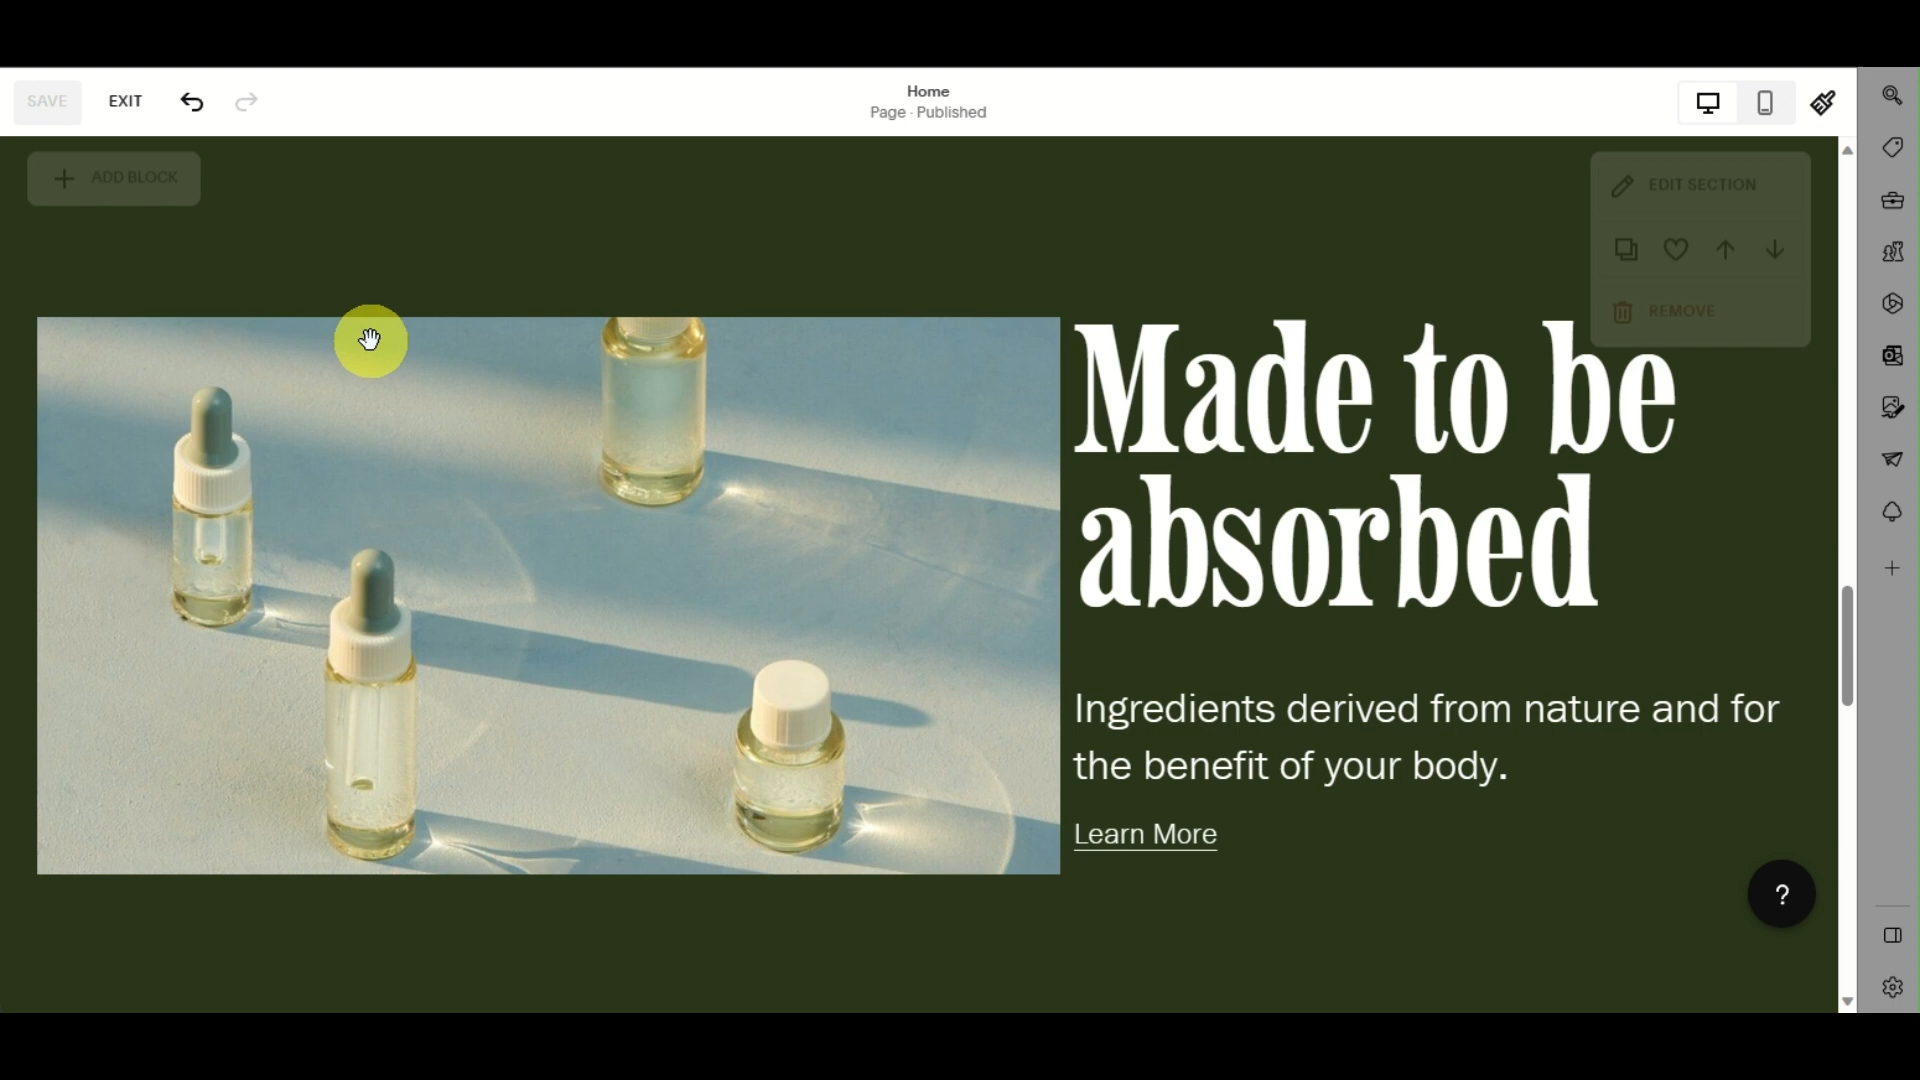 SAVE
EXIT
Home
Page · Published
ADD BLOCK
EDIT SECTION
REMOVE
Made to be
absorbed
Ingredients derived from nature and for
the benefit of your body.
Learn More
?